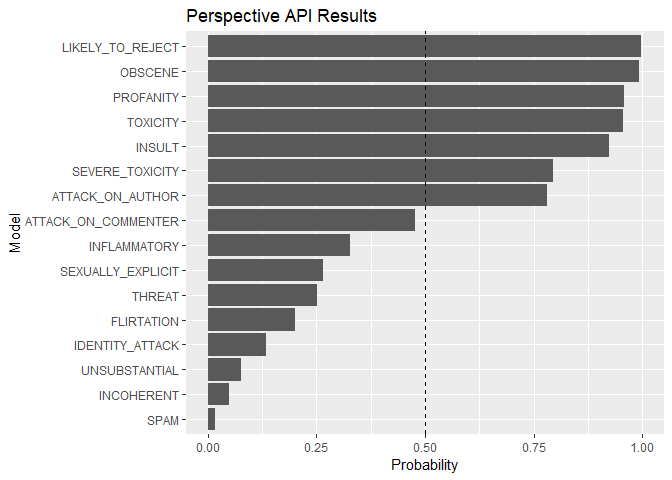 Perspective API Results
LIKELY_TO_REJECT
OBSCENE
PROFANITY
TOXICITY
INSULT
SEVERE_TOXICITY
ATTACK_ON_AUTHOR
ATTACK_ON_COMMENTER
INFLAMMATORY
SEXUALLY_EXPLICIT
THREAT
FLIRTATION
IDENTITY_ATTACK
UNSUBSTANTIAL
INCOHERENT
SPAM
Model
0.00 0.25 0.50 0.75 1.00
Probability